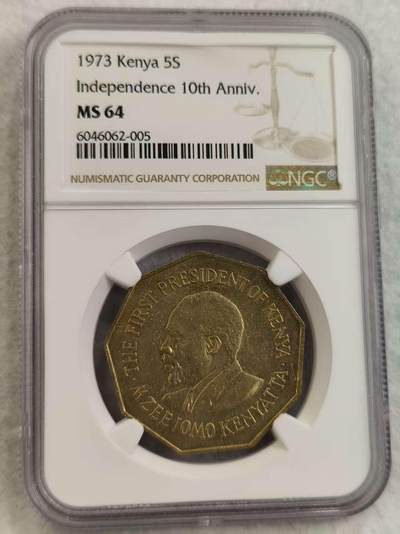 1973 Kenya 5S
Independence 10th Anniv.
MS 64
6046062-005
NUMISMATIC GUARANTY CORPORATION
NGC®
· THE FIRST PRESIDENT OF KENYA ·
MZEE JOMO KENYATTA